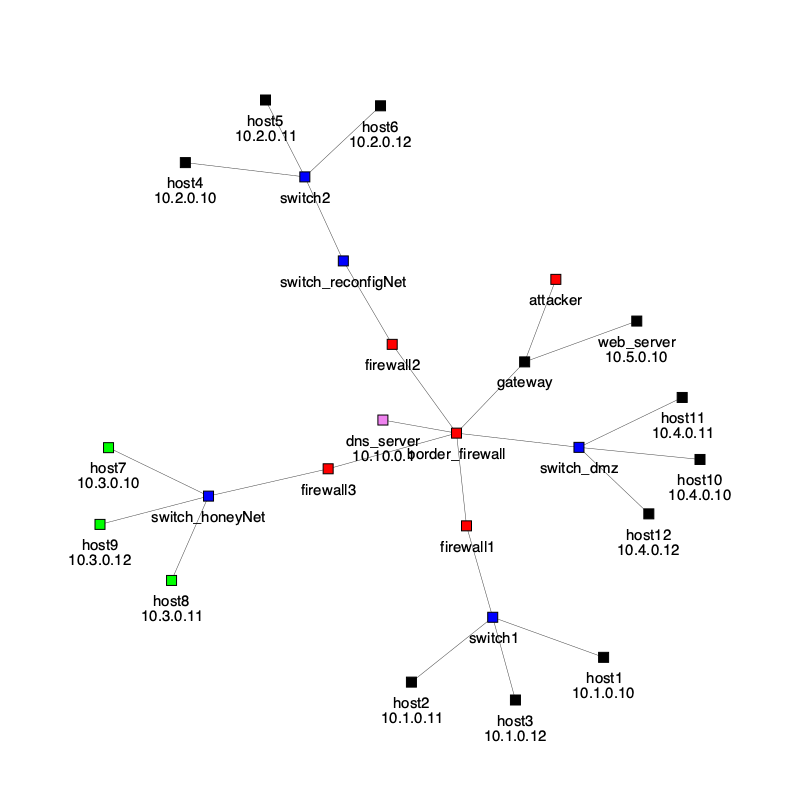 host5
10.2.0.11
host6
10.2.0.12
host4
10.2.0.10
switch2
switch_reconfigNet
attacker
web_server
10.5.0.10
firewall2
gateway
host11
10.4.0.11
dns_server
10.10.0.1
border_firewall
switch_dmz
host7
10.3.0.10
host10
10.4.0.10
firewall3
switch_honeyNet
host12
10.4.0.12
host9
10.3.0.12
firewall1
host8
10.3.0.11
switch1
host1
10.1.0.10
host2
10.1.0.11
host3
10.1.0.12